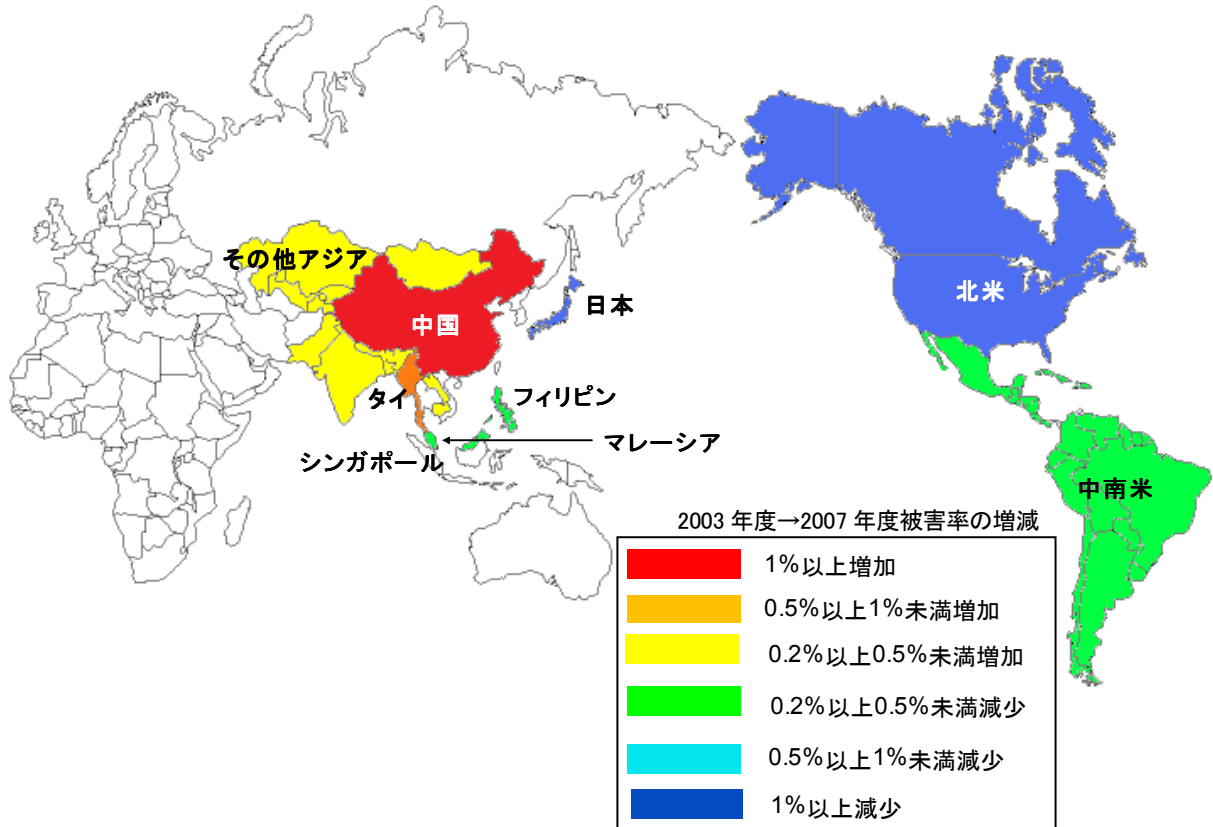 その他アジア
中国
日本
北米
タイ
フィリピン
マレーシア
シンガポール
中南米
2003 年度→2007 年度被害率の増減
1%以上増加
0.5%以上1%未満増加
0.2%以上0.5%未満増加
0.2%以上0.5%未満減少
0.5%以上1%未満減少
1%以上減少